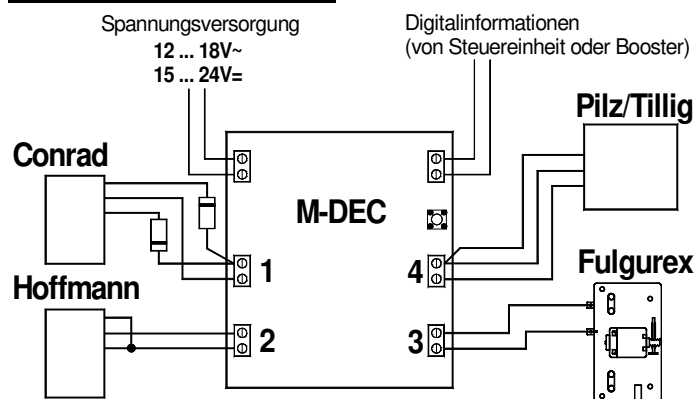 Spannungsversorgung
12 ... 18V~
15 ... 24V=
Digitalinformationen
(von Steuereinheit oder Booster)
Pilz/Tillig
Conrad
M-DEC
1
4
Fulgurex
Hoffmann
2
3